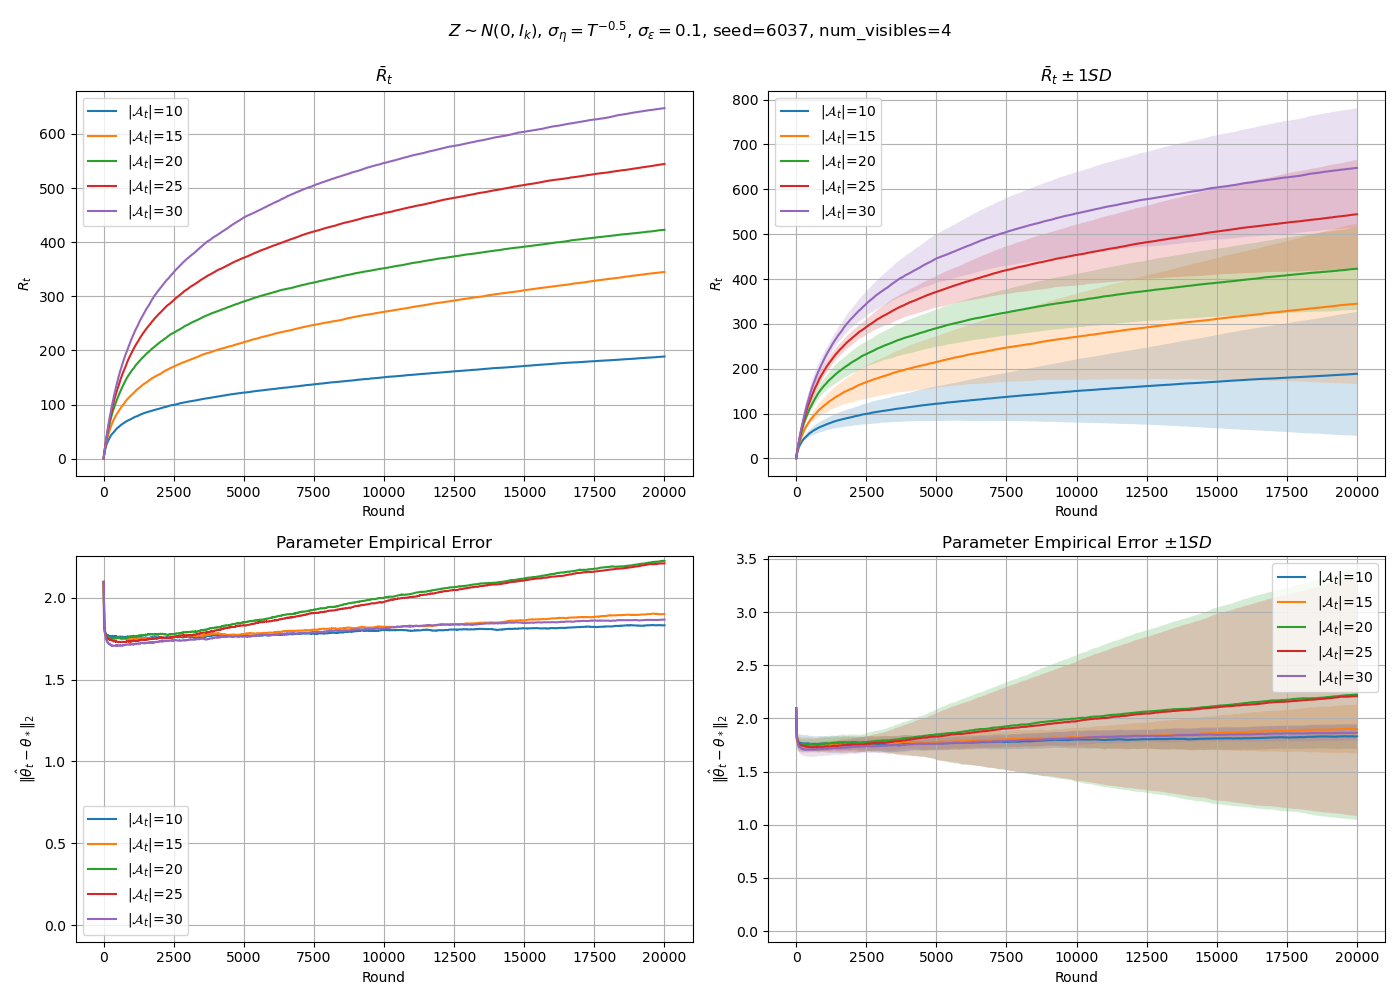 Z ∼ N(0, I_k), σ_η = T^{−0.5}, σ_ε = 0.1, seed=6037, num_visibles=4
R̄_t
|𝒜_t|=10
|𝒜_t|=15
|𝒜_t|=20
|𝒜_t|=25
|𝒜_t|=30
R_t
600
500
400
300
200
100
0
0 2500 5000 7500 10000 12500 15000 17500 20000
Round
R̄_t ± 1SD
|𝒜_t|=10
|𝒜_t|=15
|𝒜_t|=20
|𝒜_t|=25
|𝒜_t|=30
R_t
800
700
600
500
400
300
200
100
0
0 2500 5000 7500 10000 12500 15000 17500 20000
Round
Parameter Empirical Error
‖θ̂_t − θ_*‖_2
2.0
1.5
1.0
0.5
0.0
|𝒜_t|=10
|𝒜_t|=15
|𝒜_t|=20
|𝒜_t|=25
|𝒜_t|=30
0 2500 5000 7500 10000 12500 15000 17500 20000
Round
Parameter Empirical Error ±1SD
|𝒜_t|=10
|𝒜_t|=15
|𝒜_t|=20
|𝒜_t|=25
|𝒜_t|=30
‖θ̂_t − θ_*‖_2
3.5
3.0
2.5
2.0
1.5
1.0
0.5
0.0
0 2500 5000 7500 10000 12500 15000 17500 20000
Round